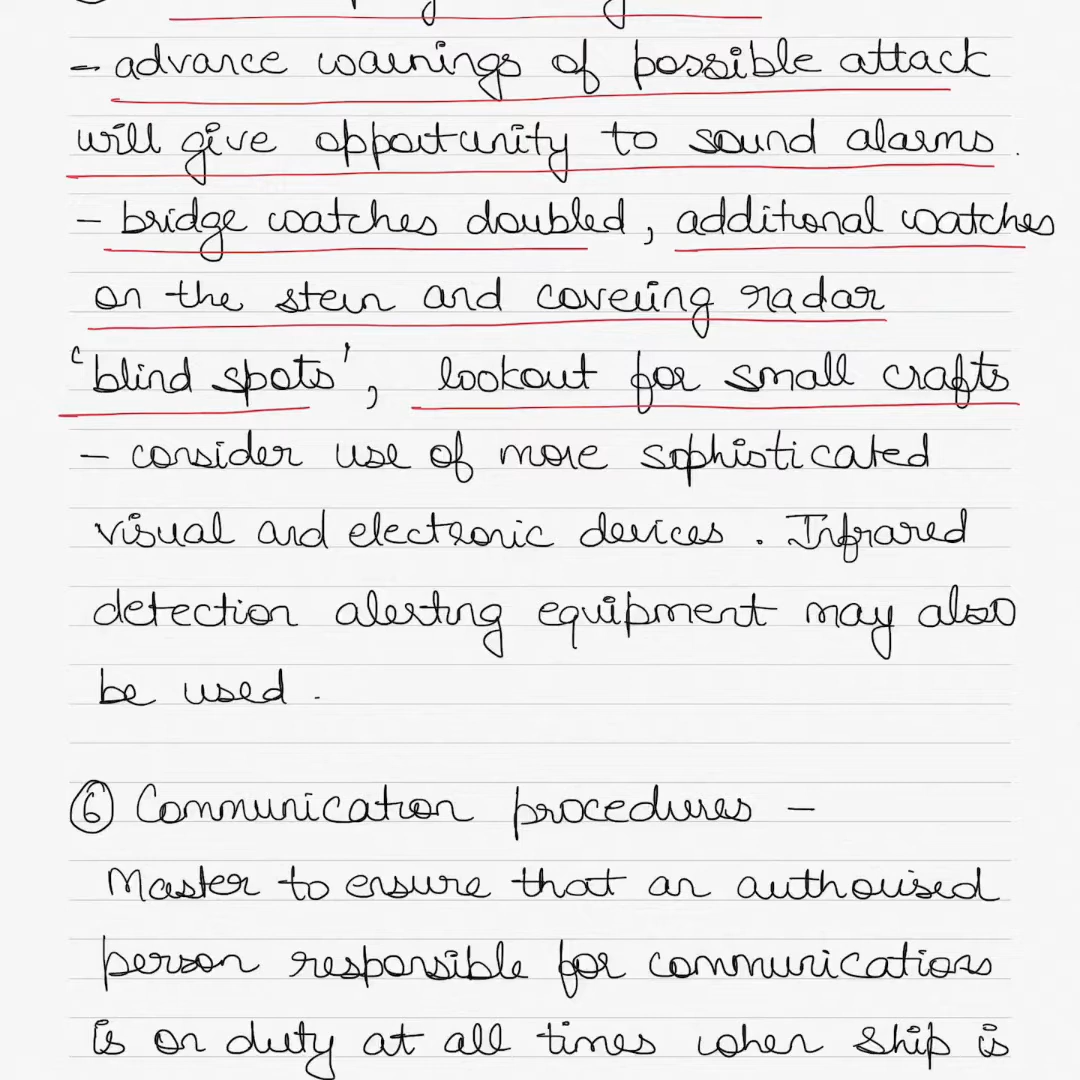 - advance warnings of possible attack
will give opportunity to sound alarms.
- bridge watches doubled, additional watches
on the stern and covering radar
'blind spots', lookout for small crafts
- consider use of more sophisticated
visual and electronic devices. Infrared
detection alerting equipment may also
be used.
⑥ Communication procedures -
Master to ensure that an authorised
person responsible for communications
is on duty at all times when ship is